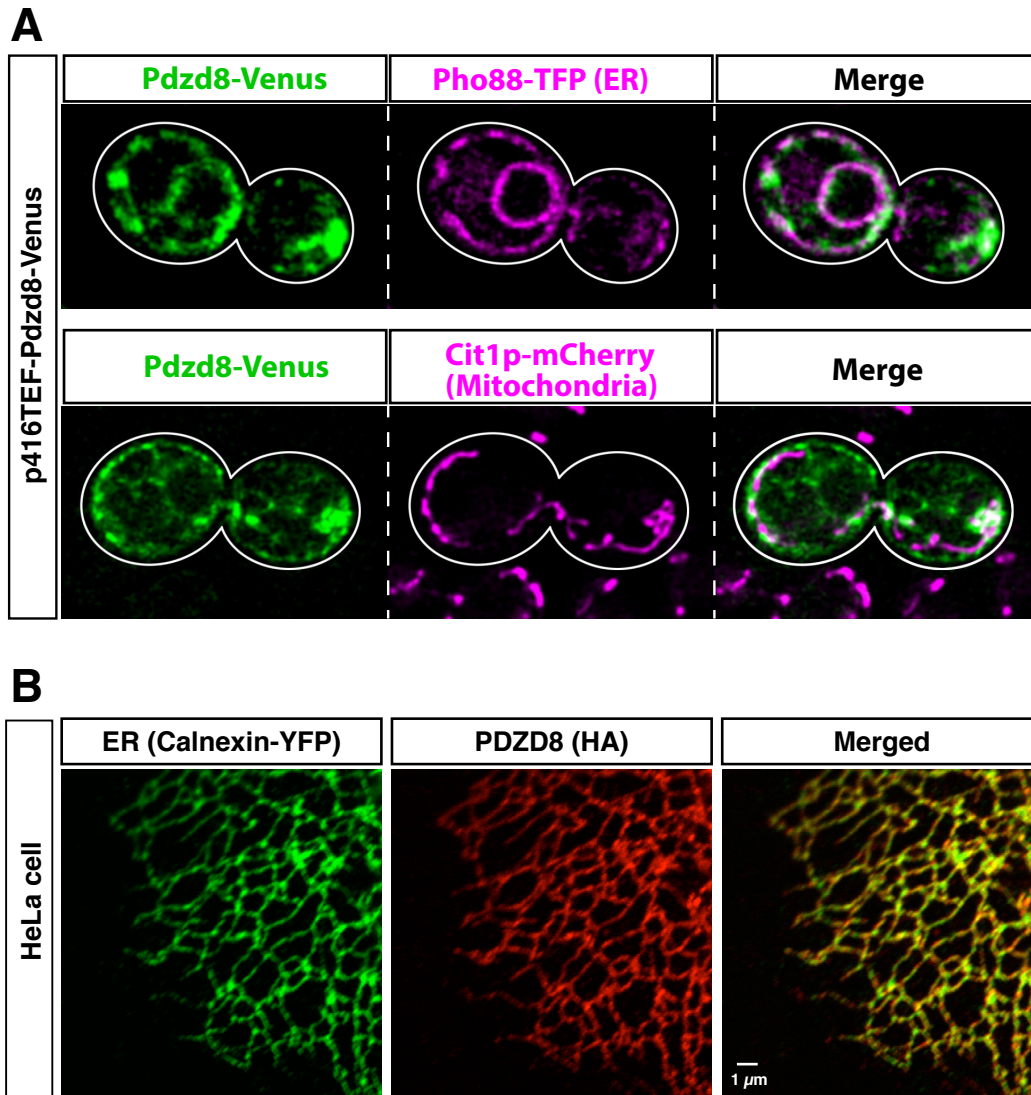 A
p416TEF-Pdzd8-Venus
Pdzd8-Venus
Pho88-TFP (ER)
Merge
Pdzd8-Venus
Cit1p-mCherry
(Mitochondria)
Merge
B
HeLa cell
ER (Calnexin-YFP)
PDZD8 (HA)
Merged
1 µm